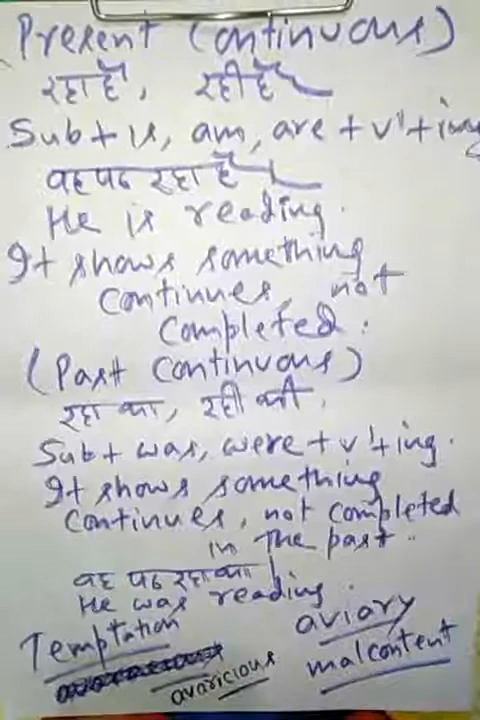 Present (Continuous)
रहा है, रही है
Sub + is, am, are + v¹ + ing
वह पढ रहा है।
He is reading.
It shows something
continues, not
completed.
(Past Continuous)
रहा था, रही थी.
Sub + was, were + v¹ + ing.
It shows something
continues, not completed
in the past.
वह पढ रहा था।
He was reading.
Temptation
aviary
avaricious
malcontent